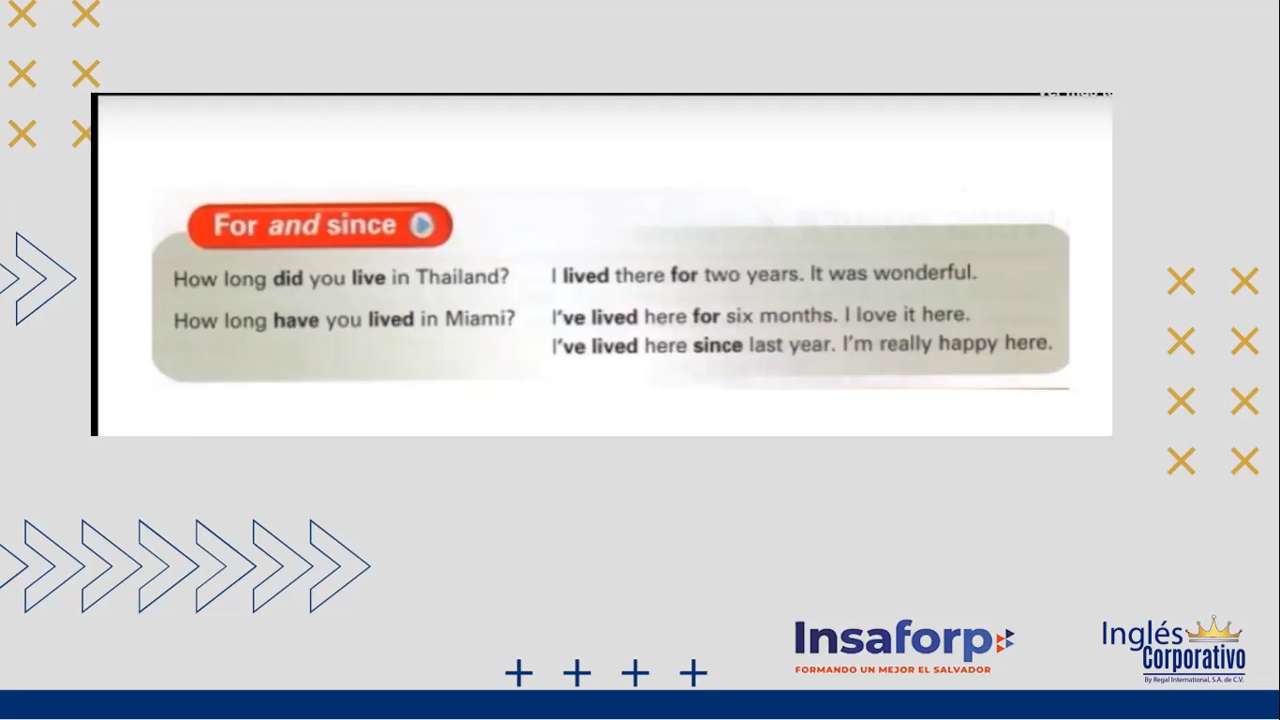 For and since
How long did you live in Thailand? I lived there for two years. It was wonderful.
How long have you lived in Miami? I've lived here for six months. I love it here.
I've lived here since last year. I'm really happy here.
Insaforp
FORMANDO UN MEJOR EL SALVADOR
Inglés
Corporativo
By Regal International, S.A. de C.V.